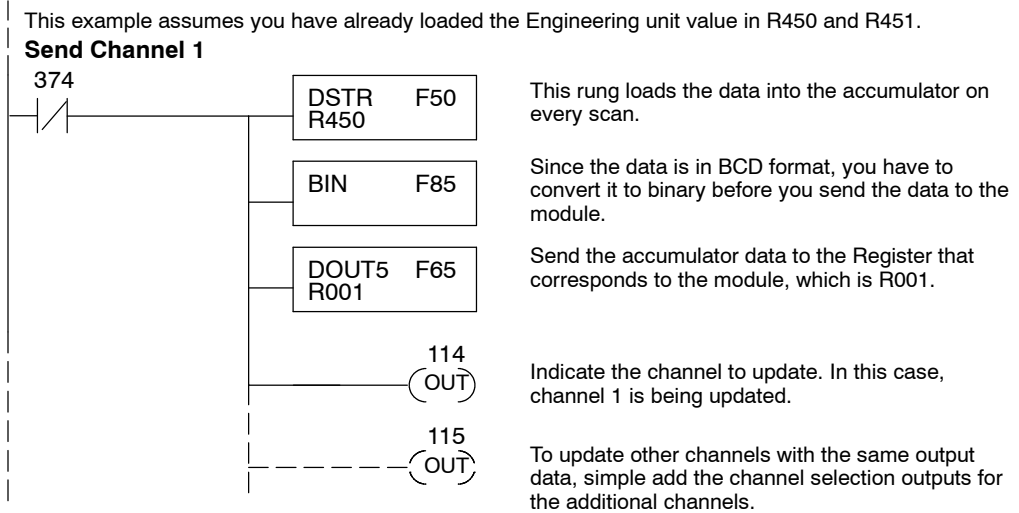 This example assumes you have already loaded the Engineering unit value in R450 and R451.
Send Channel 1
374
DSTR F50
R450
This rung loads the data into the accumulator on
every scan.
BIN F85
Since the data is in BCD format, you have to
convert it to binary before you send the data to the
module.
DOUT5 F65
R001
Send the accumulator data to the Register that
corresponds to the module, which is R001.
114
OUT
Indicate the channel to update. In this case,
channel 1 is being updated.
115
OUT
To update other channels with the same output
data, simple add the channel selection outputs for
the additional channels.